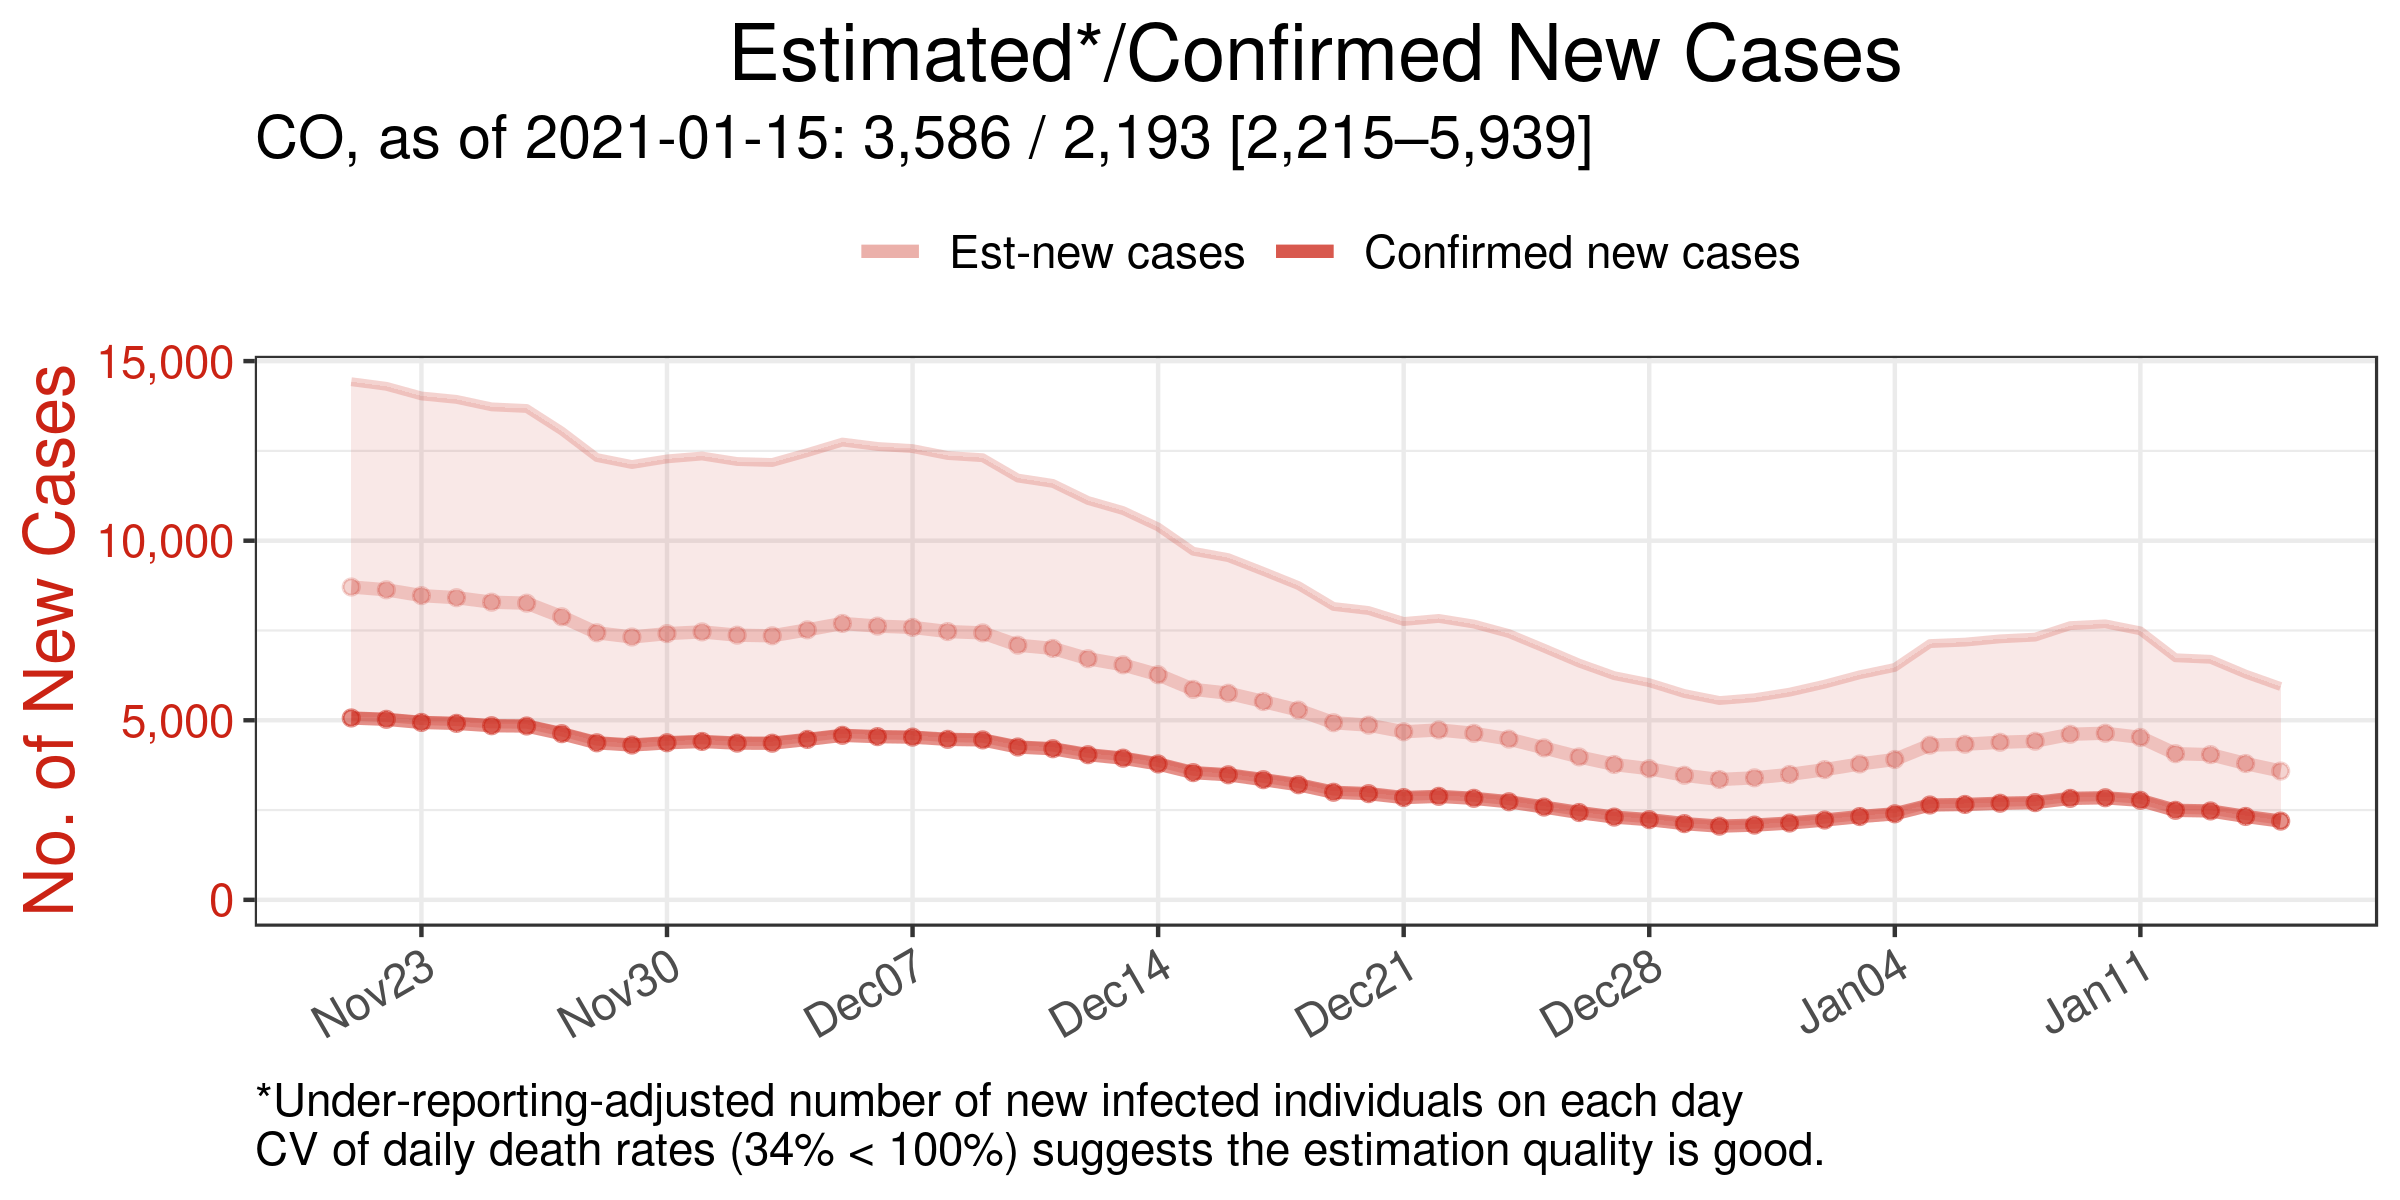 Estimated*/Confirmed New Cases
CO, as of 2021-01-15: 3,586 / 2,193 [2,215–5,939]
Est-new cases Confirmed new cases
No. of New Cases
15,000
10,000
5,000
0
Nov23 Nov30 Dec07 Dec14 Dec21 Dec28 Jan04 Jan11
*Under-reporting-adjusted number of new infected individuals on each day
CV of daily death rates (34% < 100%) suggests the estimation quality is good.